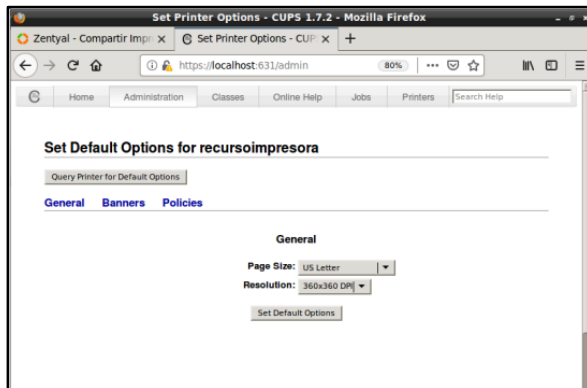 Set Printer Options - CUPS 1.7.2 - Mozilla Firefox
Zentyal - Compartir Impr Set Printer Options - CUP
https://localhost:631/admin 80%
Home Administration Classes Online Help Jobs Printers Search Help
Set Default Options for recursoimpresora
Query Printer for Default Options
General Banners Policies
General
Page Size: US Letter
Resolution: 360x360 DPI
Set Default Options